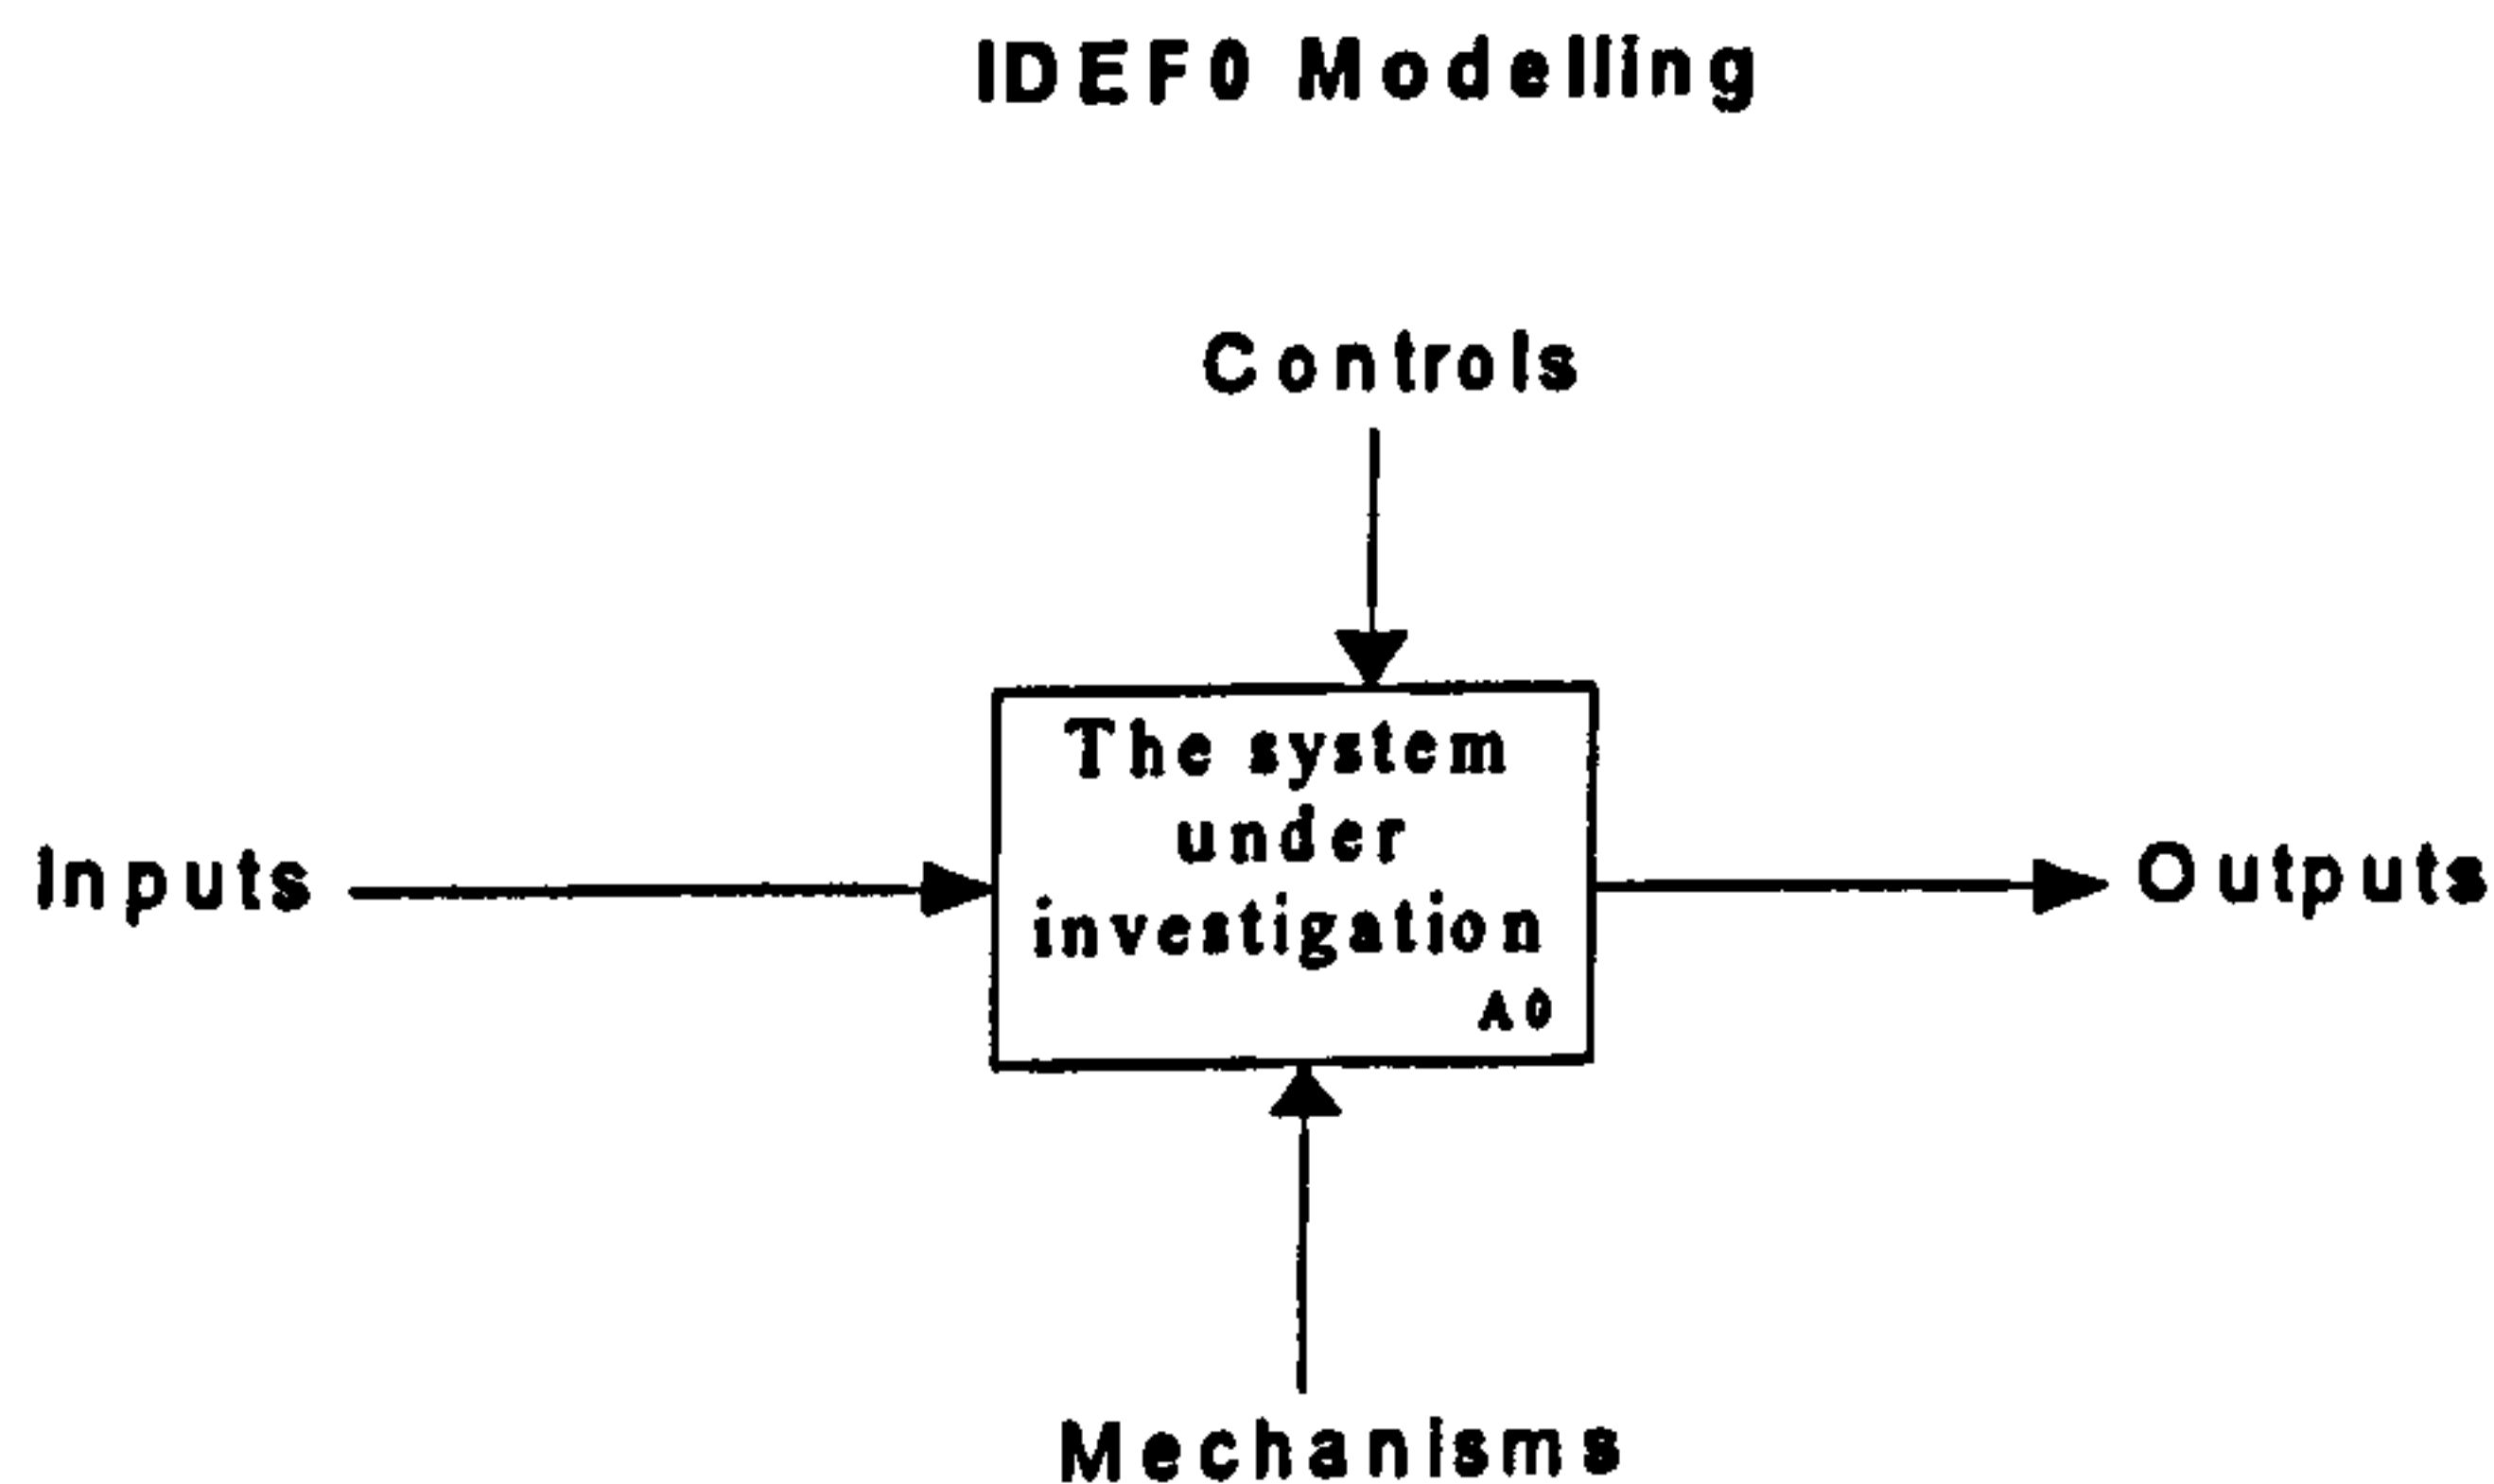 IDEF0 Modelling
Controls
The system
under
investigation
A0
Inputs
Outputs
Mechanisms